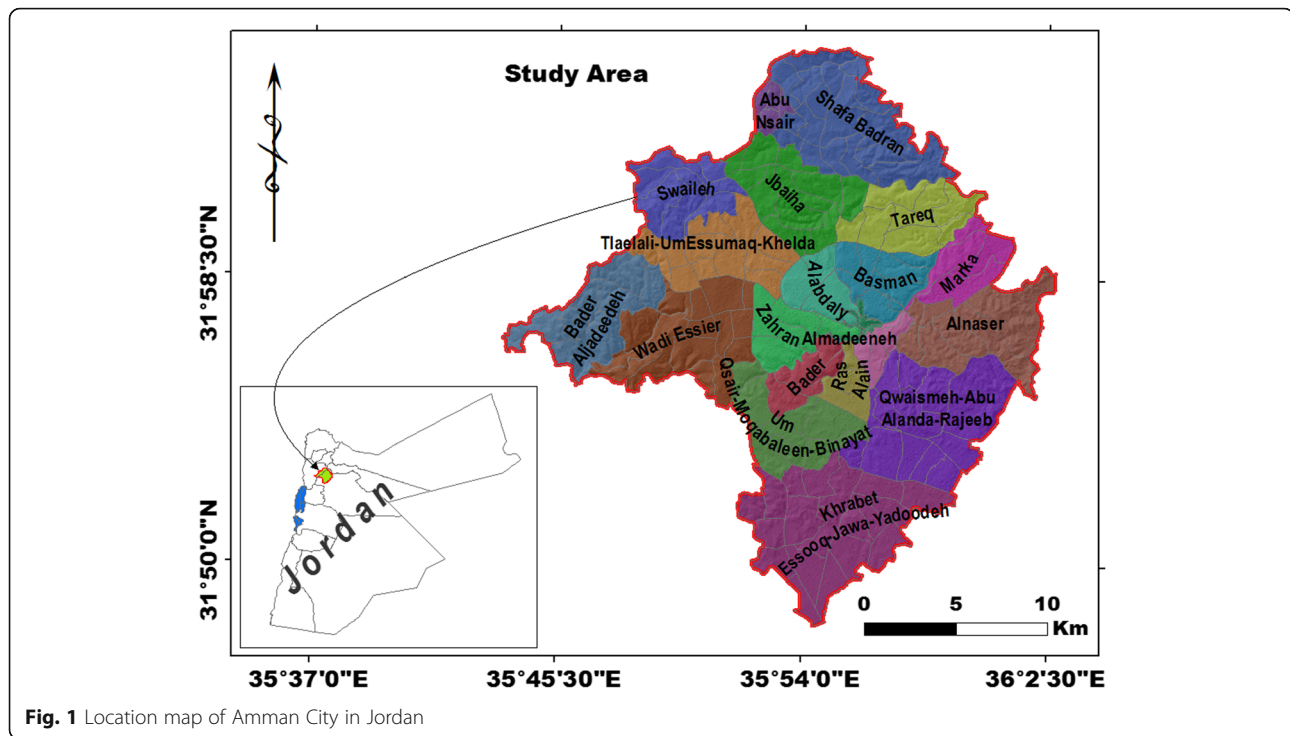 Study Area
Abu
Nsair
Shafa Badran
Swaileh
Jbaiha
Tareq
Tlaelali-UmEssumaq-Khelda
Alabdaly
Basman
Marka
Bader
Aljadeedeh
Wadi Essier
Zahran
Almadeeneh
Alnaser
Bader
Ras
Alain
Qwaismeh-Abu
Alanda-Rajeeb
Um
Qsair-Moqabaleen-Binayat
Khrabet
Essooq-Jawa-Yadoodeh
Jordan
31°58'30"N
31°50'0"N
0 5 10
Km
35°37'0"E 35°45'30"E 35°54'0"E 36°2'30"E
Fig. 1 Location map of Amman City in Jordan